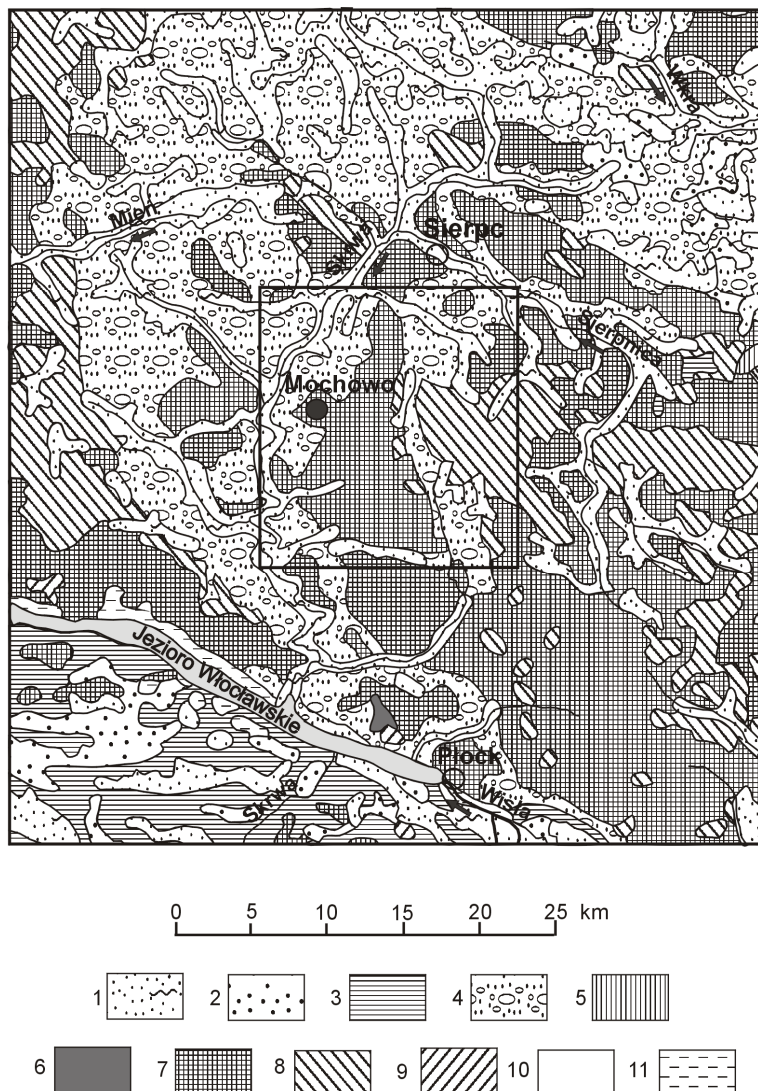 Wkra
Mień
Skrwa
Sierpc
Sierpnica
Mochowo
Jezioro Włocławskie
Płock
Skrwa
Wisła
0 5 10 15 20 25 km
1 2 3 4 5
6 7 8 9 10 11